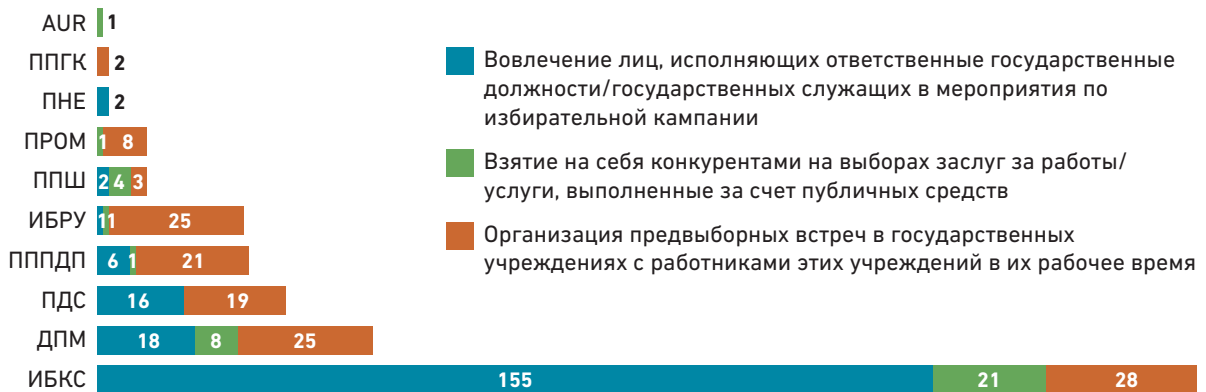 AUR 1
ППГК 2
ПНЕ 2
ПРОМ 1 8
ППШ 2 4 3
ИБРУ 1 1 25
ПППДП 6 1 21
ПДС 16 19
ДПМ 18 8 25
ИБКС 155 21 28
Вовлечение лиц, исполняющих ответственные государственные
должности/государственных служащих в мероприятия по
избирательной кампании
Взятие на себя конкурентами на выборах заслуг за работы/
услуги, выполненные за счет публичных средств
Организация предвыборных встреч в государственных
учреждениях с работниками этих учреждений в их рабочее время